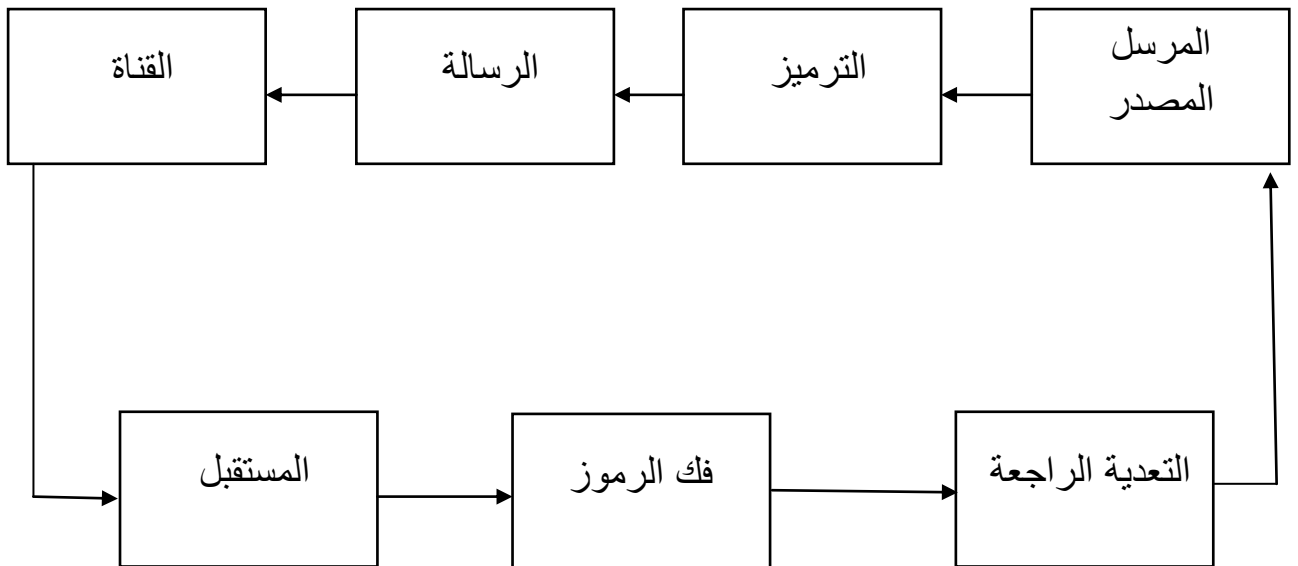 المرسل
المصدر
الترميز
الرسالة
القناة
المستقبل
فك الرموز
التعدية الراجعة